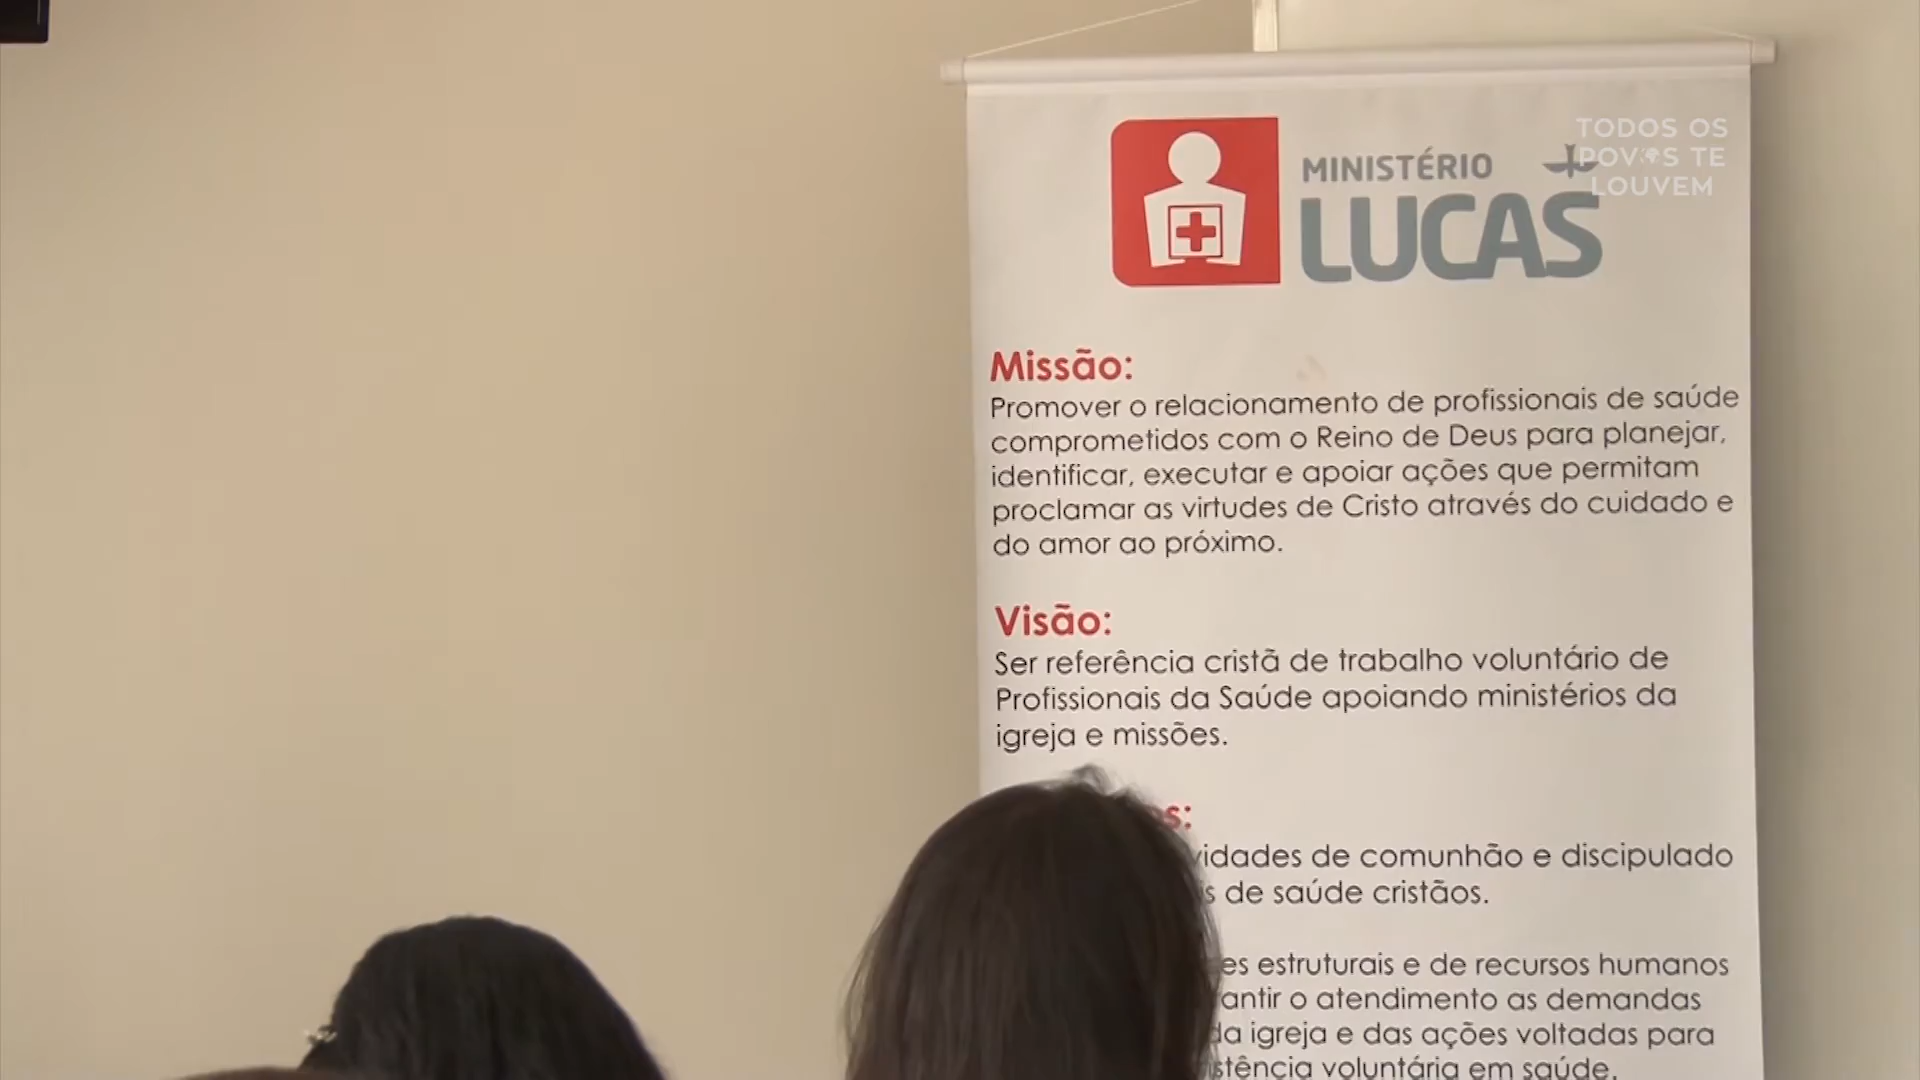 MINISTÉRIO
LUCAS
TODOS OS
POVOS TE
LOUVEM
Missão:
Promover o relacionamento de profissionais de saúde
comprometidos com o Reino de Deus para planejar,
identificar, executar e apoiar ações que permitam
proclamar as virtudes de Cristo através do cuidado e
do amor ao próximo.
Visão:
Ser referência cristã de trabalho voluntário de
Profissionais da Saúde apoiando ministérios da
igreja e missões.
de comunhão e discipulado
de saúde cristãos.
estruturais e de recursos humanos
o atendimento as demandas
da igreja e das ações voltadas para
voluntária em saúde.